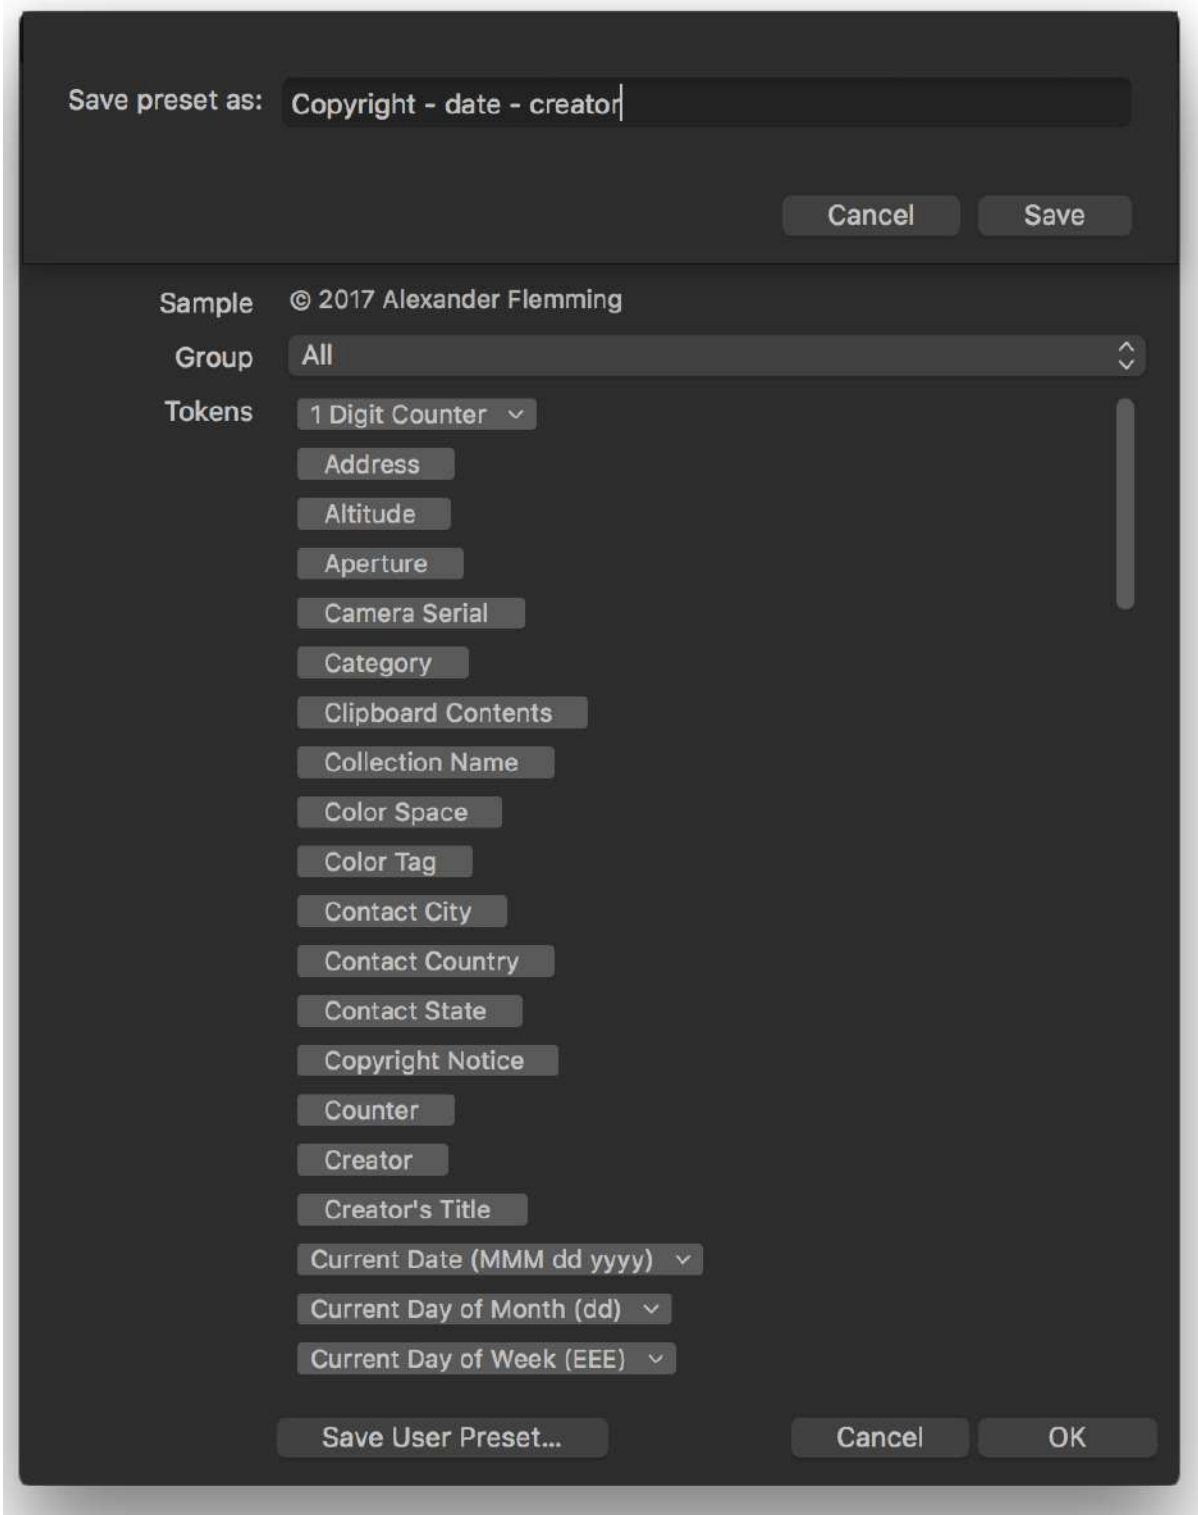 Save preset as: Copyright - date - creator
Cancel Save
Sample © 2017 Alexander Flemming
Group All
Tokens 1 Digit Counter
Address
Altitude
Aperture
Camera Serial
Category
Clipboard Contents
Collection Name
Color Space
Color Tag
Contact City
Contact Country
Contact State
Copyright Notice
Counter
Creator
Creator's Title
Current Date (MMM dd yyyy)
Current Day of Month (dd)
Current Day of Week (EEE)
Save User Preset... Cancel OK